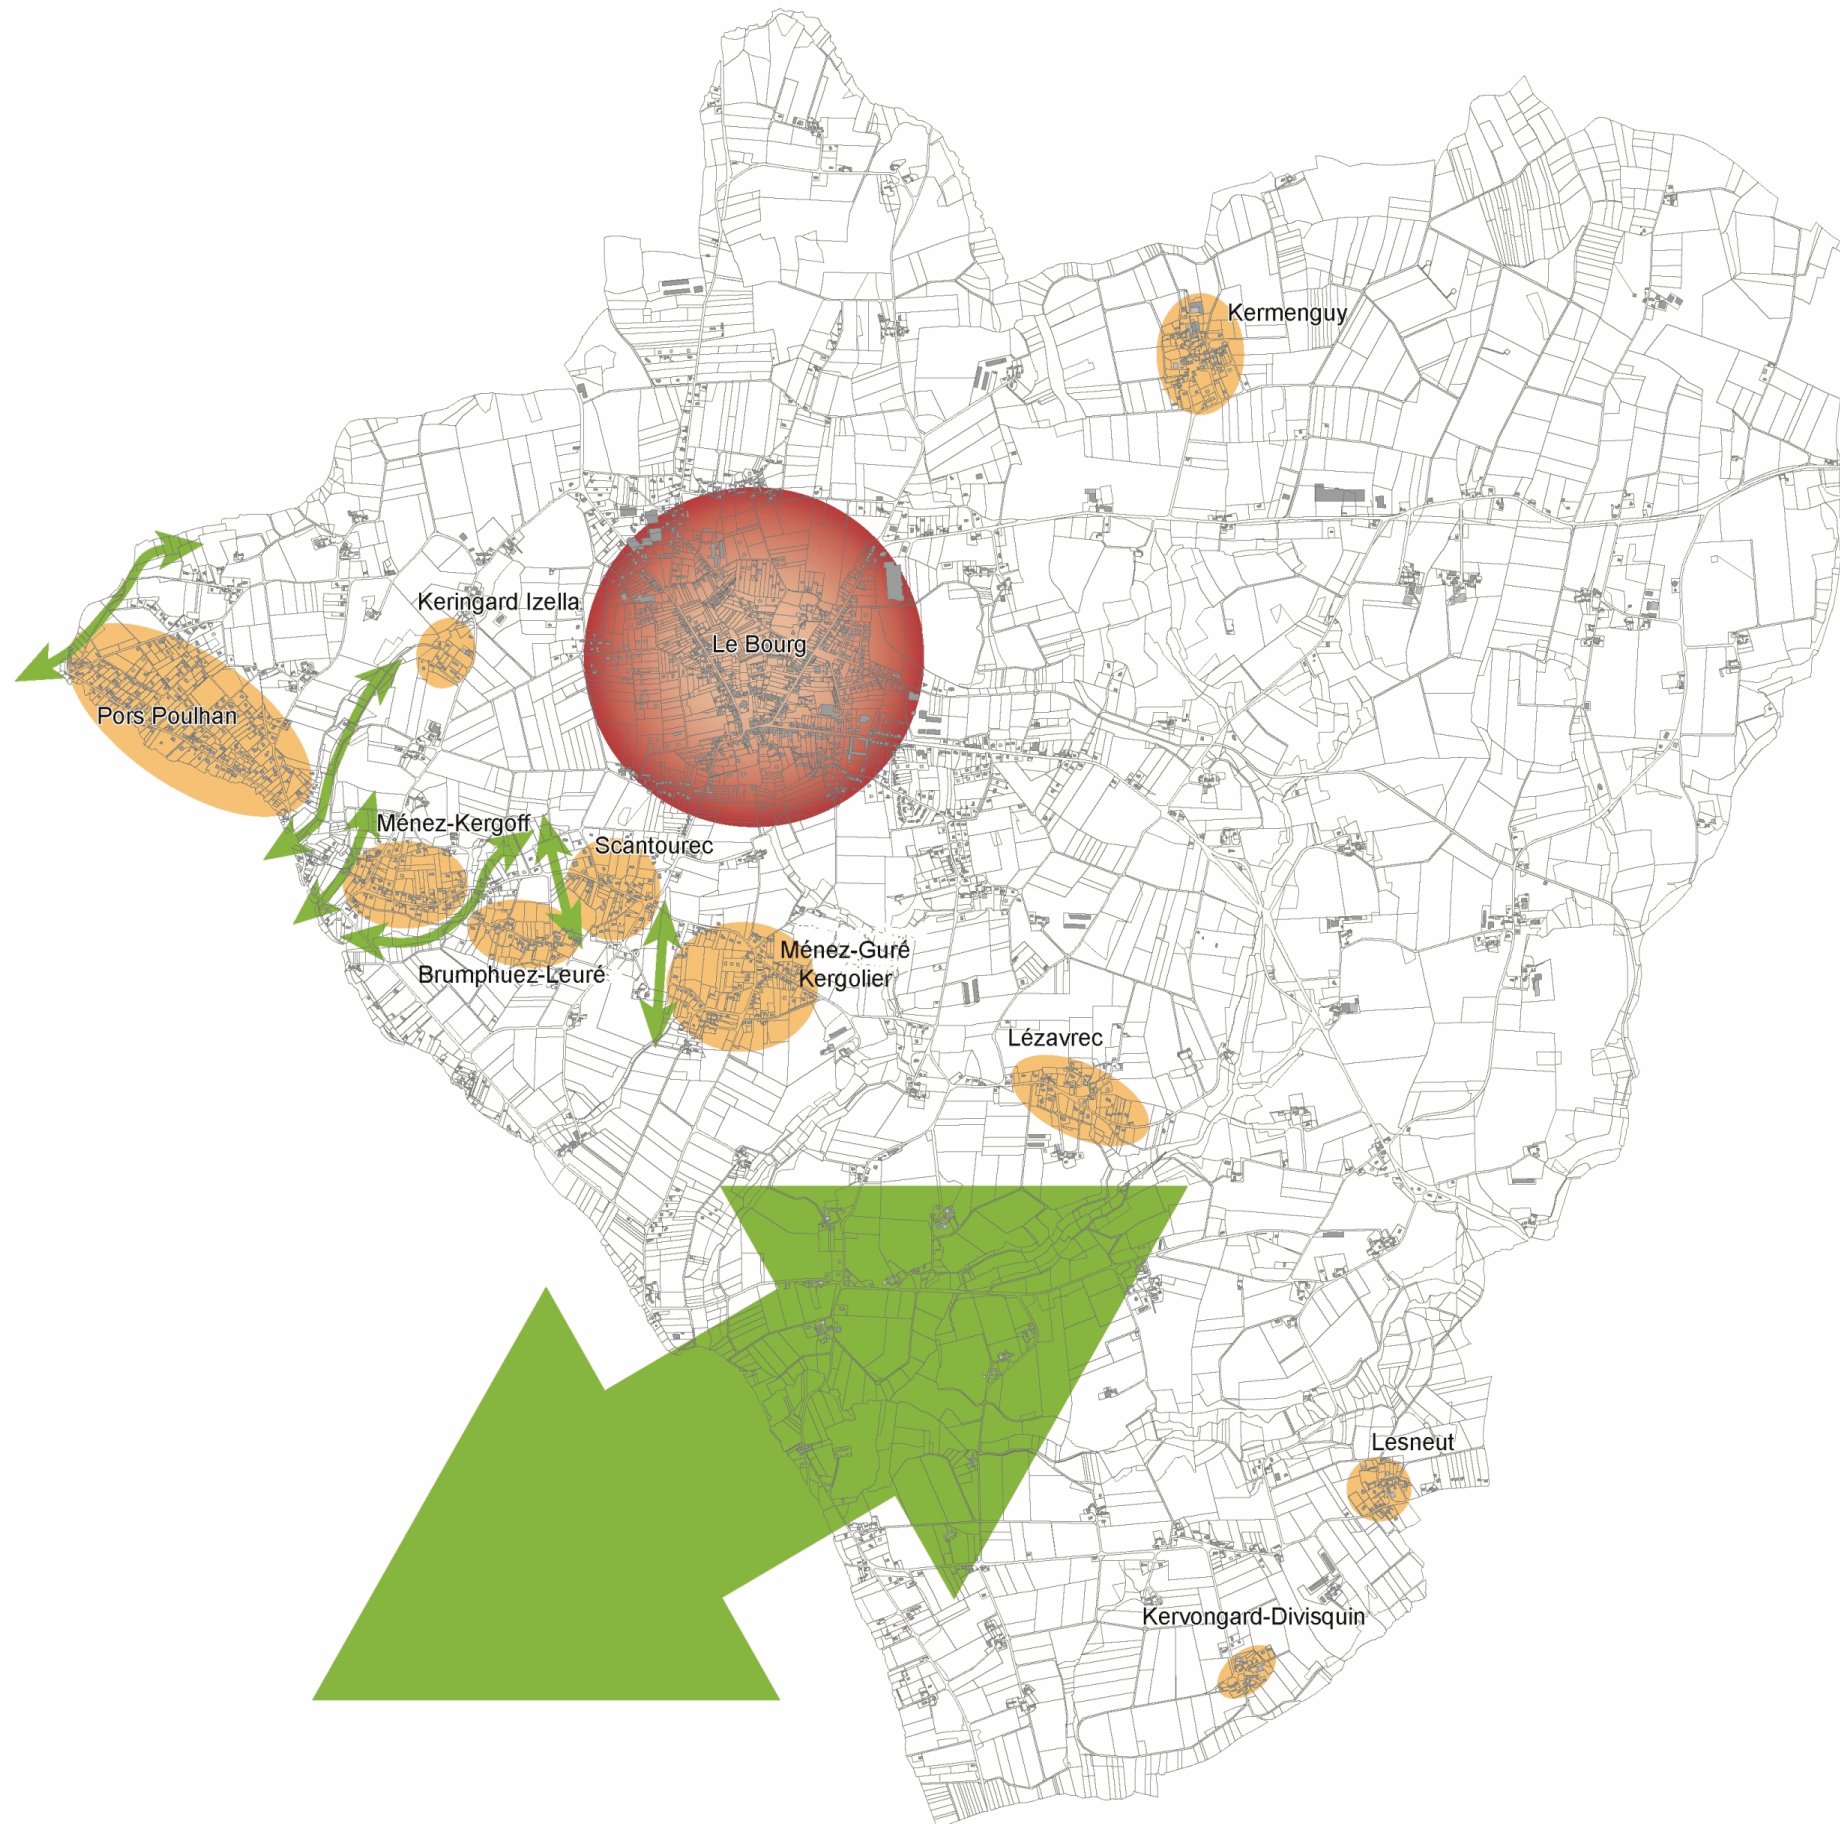 Kermenguy
Keringard Izella
Le Bourg
Pors Poulhan
Ménez-Kergoff
Scantourec
Brumphuez-Leuré
Ménez-Guré
Kergolier
Lézavrec
Lesneut
Kervongard-Divisquin